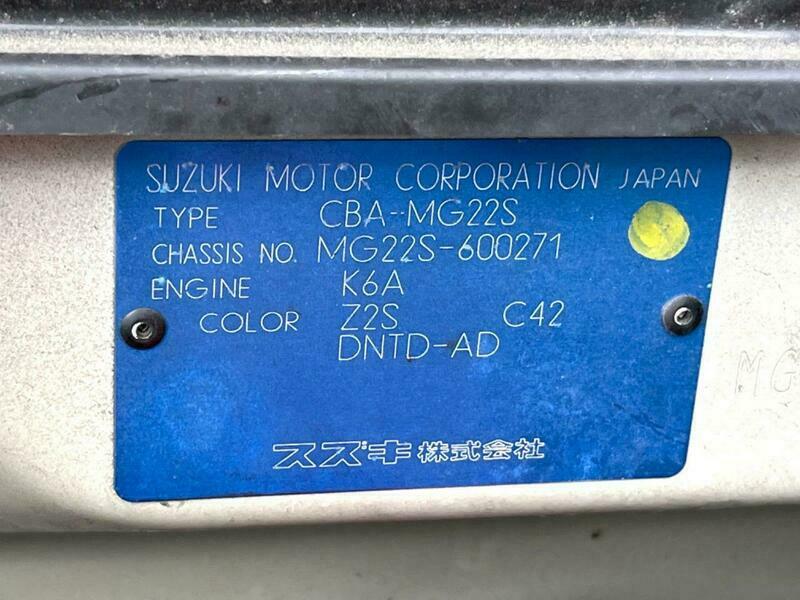 SUZUKI MOTOR CORPORATION JAPAN
TYPE CBA-MG22S
CHASSIS NO. MG22S-600271
ENGINE K6A
COLOR Z2S C42
DNTD-AD
スズキ株式会社
MG